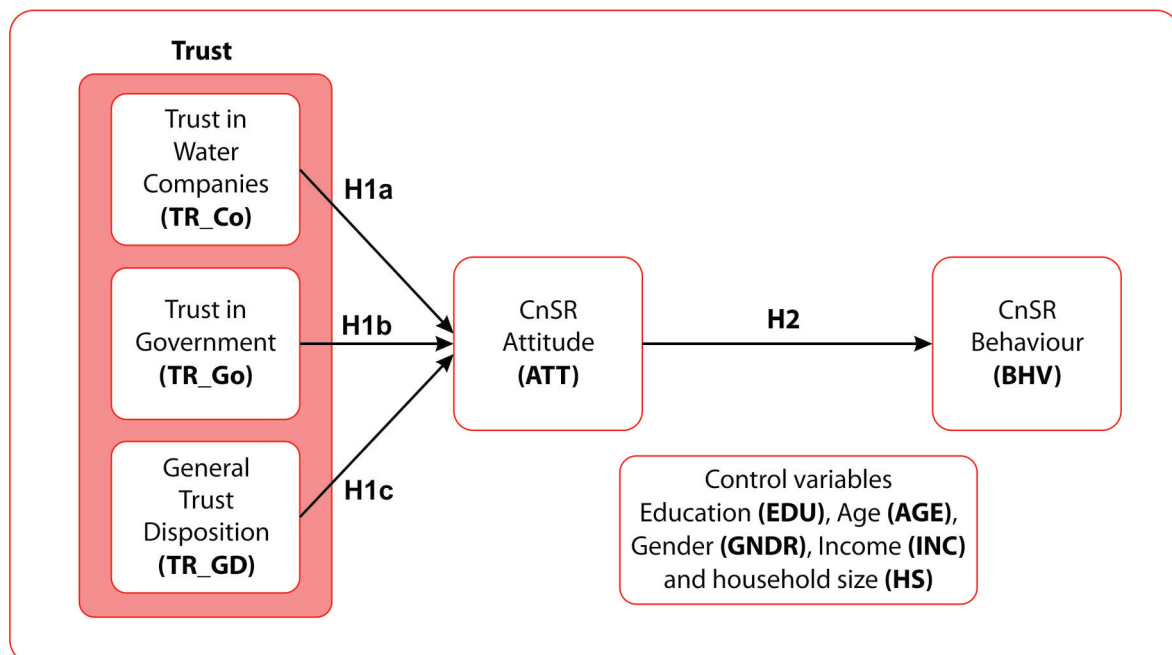 Trust
Trust in
Water
Companies
(TR_Co)
H1a
Trust in
Government
(TR_Go)
H1b
General
Trust
Disposition
(TR_GD)
H1c
CnSR
Attitude
(ATT)
H2
CnSR
Behaviour
(BHV)
Control variables
Education (EDU), Age (AGE),
Gender (GNDR), Income (INC)
and household size (HS)